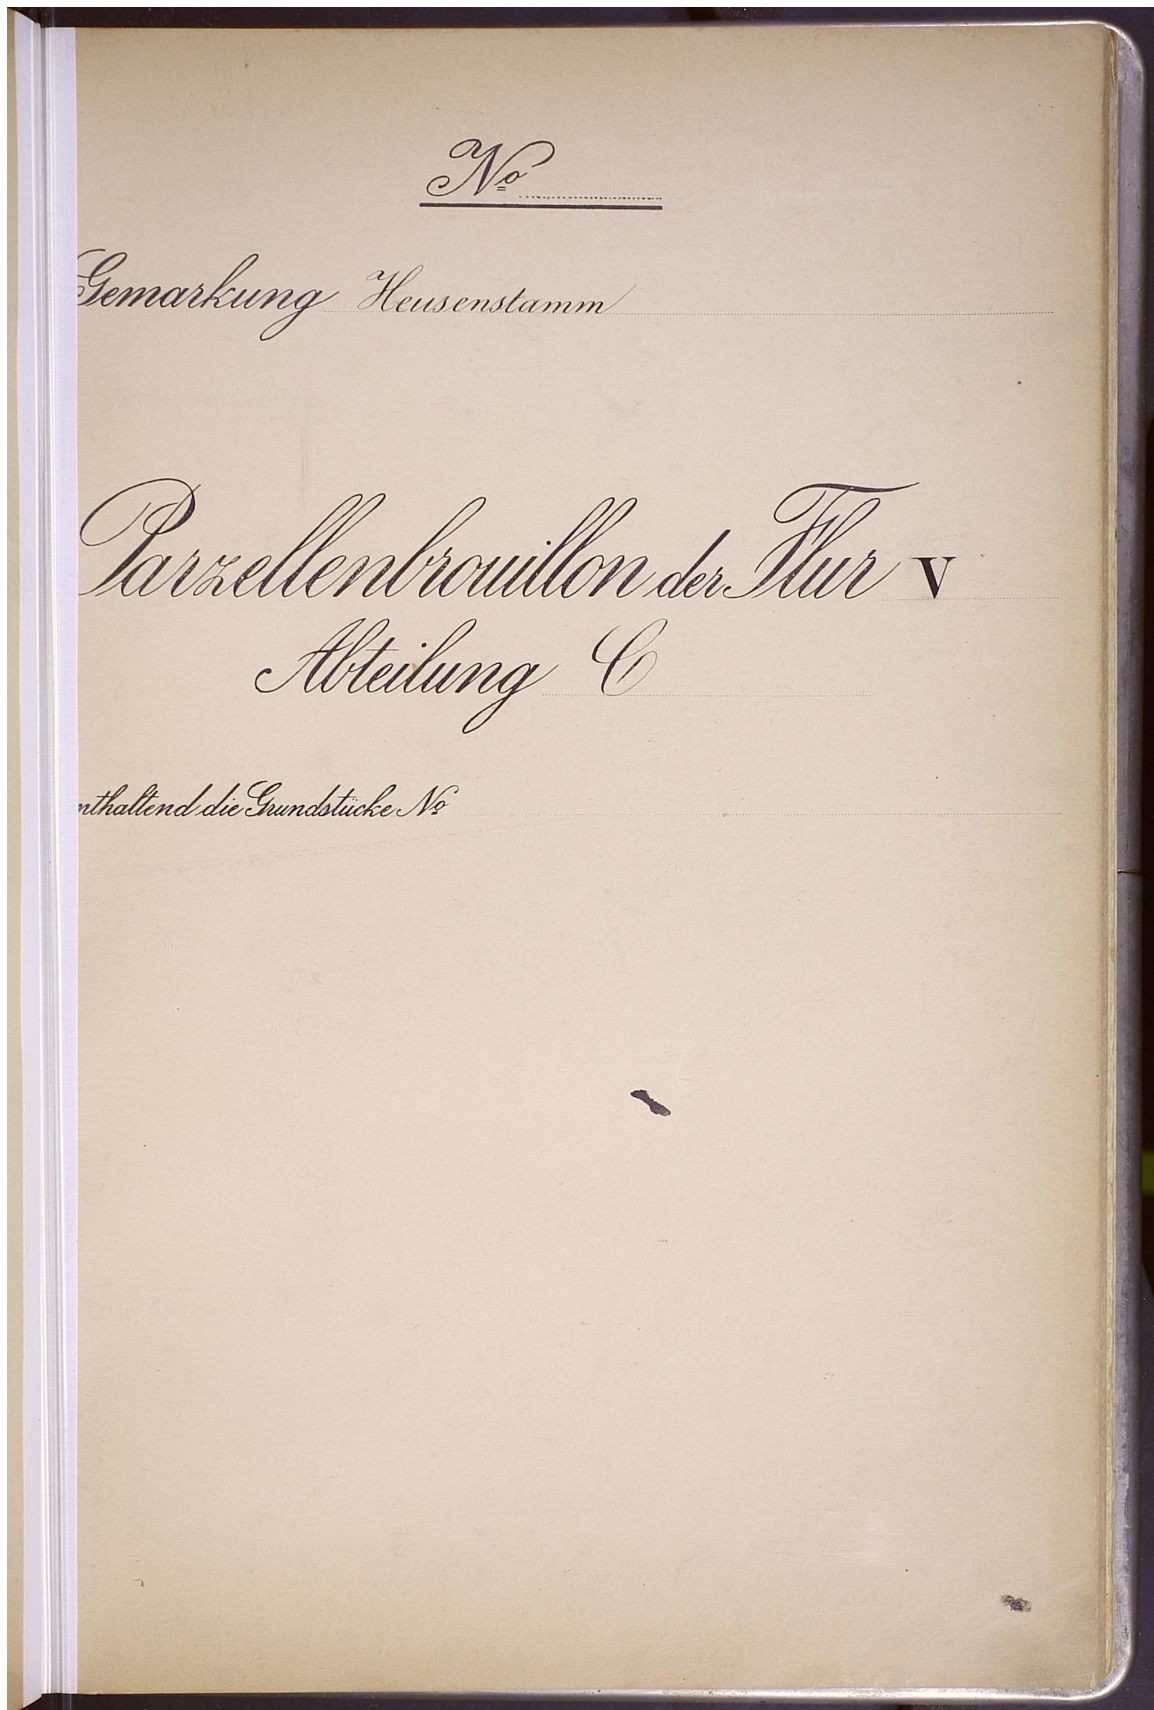 No
Gemarkung Heusenstamm
Parzellenbrouillon der Flur V
Abteilung C
nthaltend die Grundstücke No